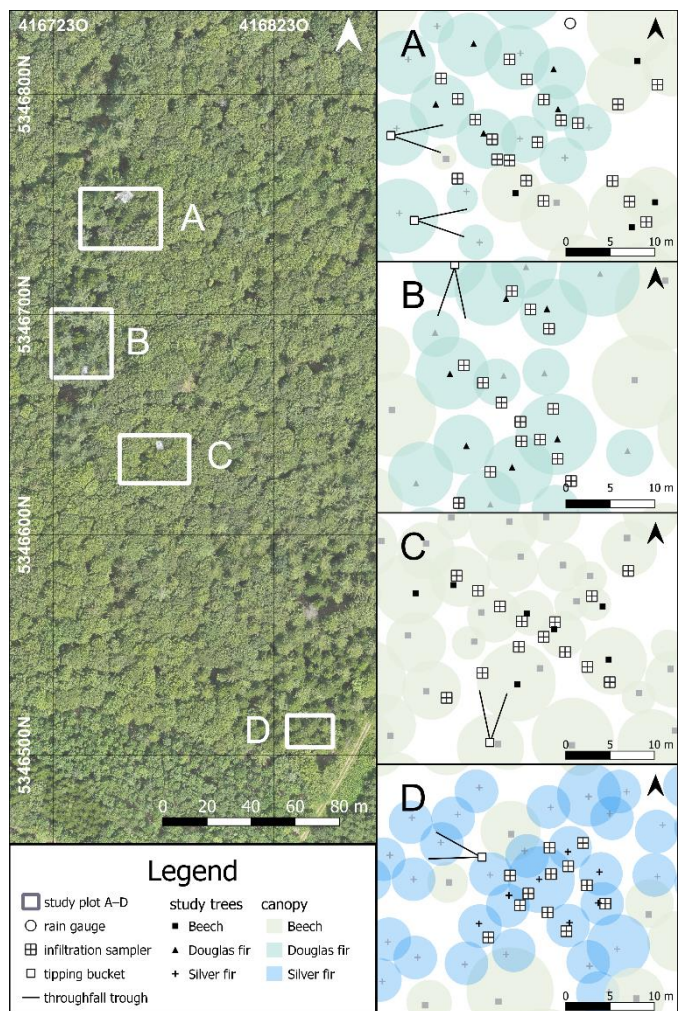 416723O 416823O
5346800N
5346700N
5346600N
5346500N
A
B
C
D
0 20 40 60 80 m
A
0 5 10 m
B
0 5 10 m
C
0 5 10 m
D
0 5 10 m
Legend
study plot A–D
rain gauge
infiltration sampler
tipping bucket
throughfall trough
study trees
Beech
Douglas fir
Silver fir
canopy
Beech
Douglas fir
Silver fir